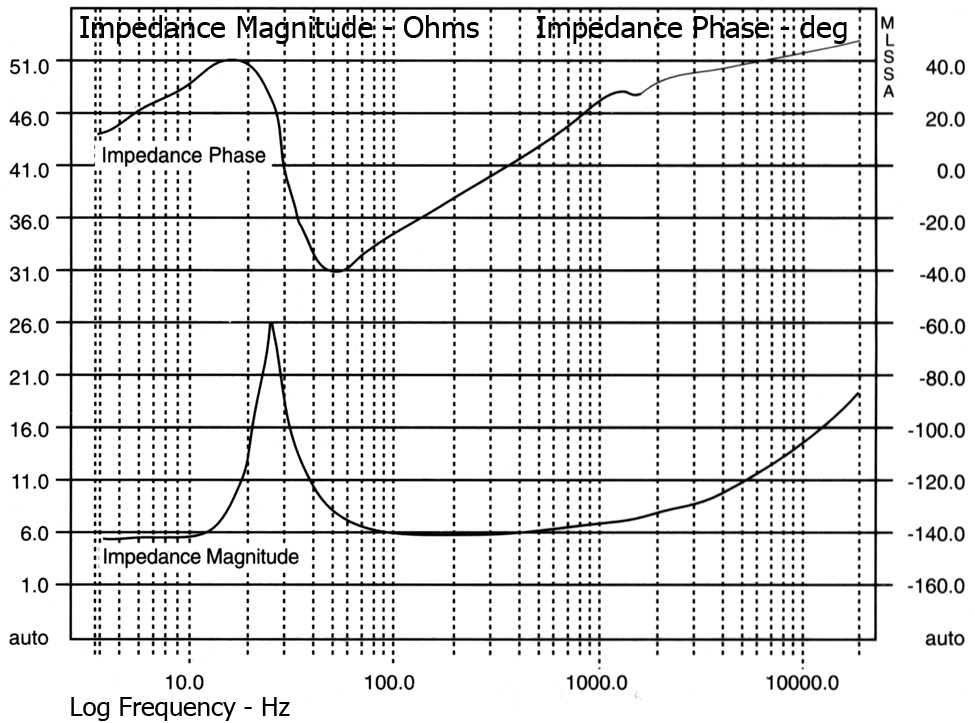 Impedance Magnitude - Ohms Impedance Phase - deg
MLSSA
51.0 40.0
46.0 20.0
Impedance Phase
41.0 0.0
36.0 -20.0
31.0 -40.0
26.0 -60.0
21.0 -80.0
16.0 -100.0
11.0 -120.0
6.0 -140.0
Impedance Magnitude
1.0 -160.0
auto auto
10.0 100.0 1000.0 10000.0
Log Frequency - Hz